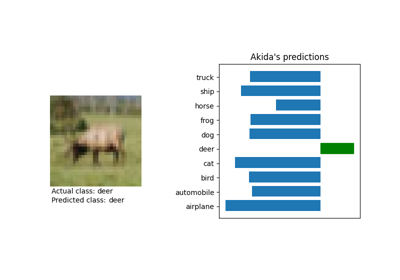 Akida's predictions
truck
ship
horse
frog
dog
deer
cat
bird
automobile
airplane
Actual class: deer
Predicted class: deer